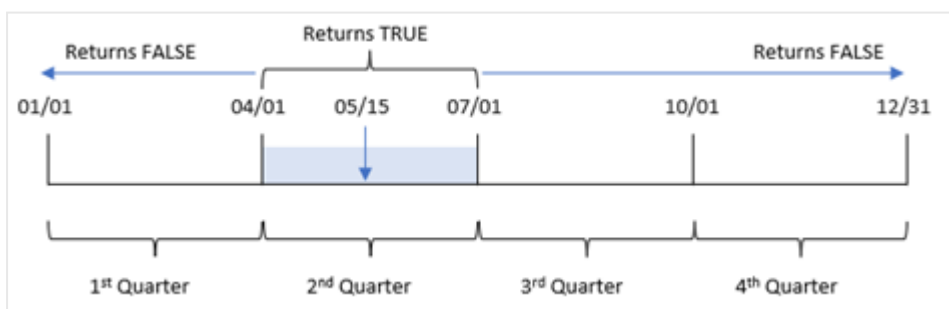 Returns TRUE
Returns FALSE
Returns FALSE
01/01
04/01
05/15
07/01
10/01
12/31
1st Quarter
2nd Quarter
3rd Quarter
4th Quarter